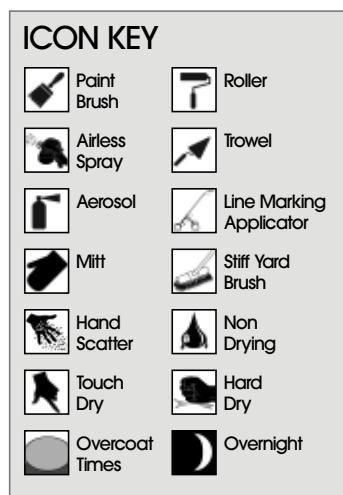 ICON KEY
Paint
Brush
Roller
Airless
Spray
Trowel
Aerosol
Line Marking
Applicator
Mitt
Stiff Yard
Brush
Hand
Scatter
Non
Drying
Touch
Dry
Hard
Dry
Overcoat
Times
Overnight